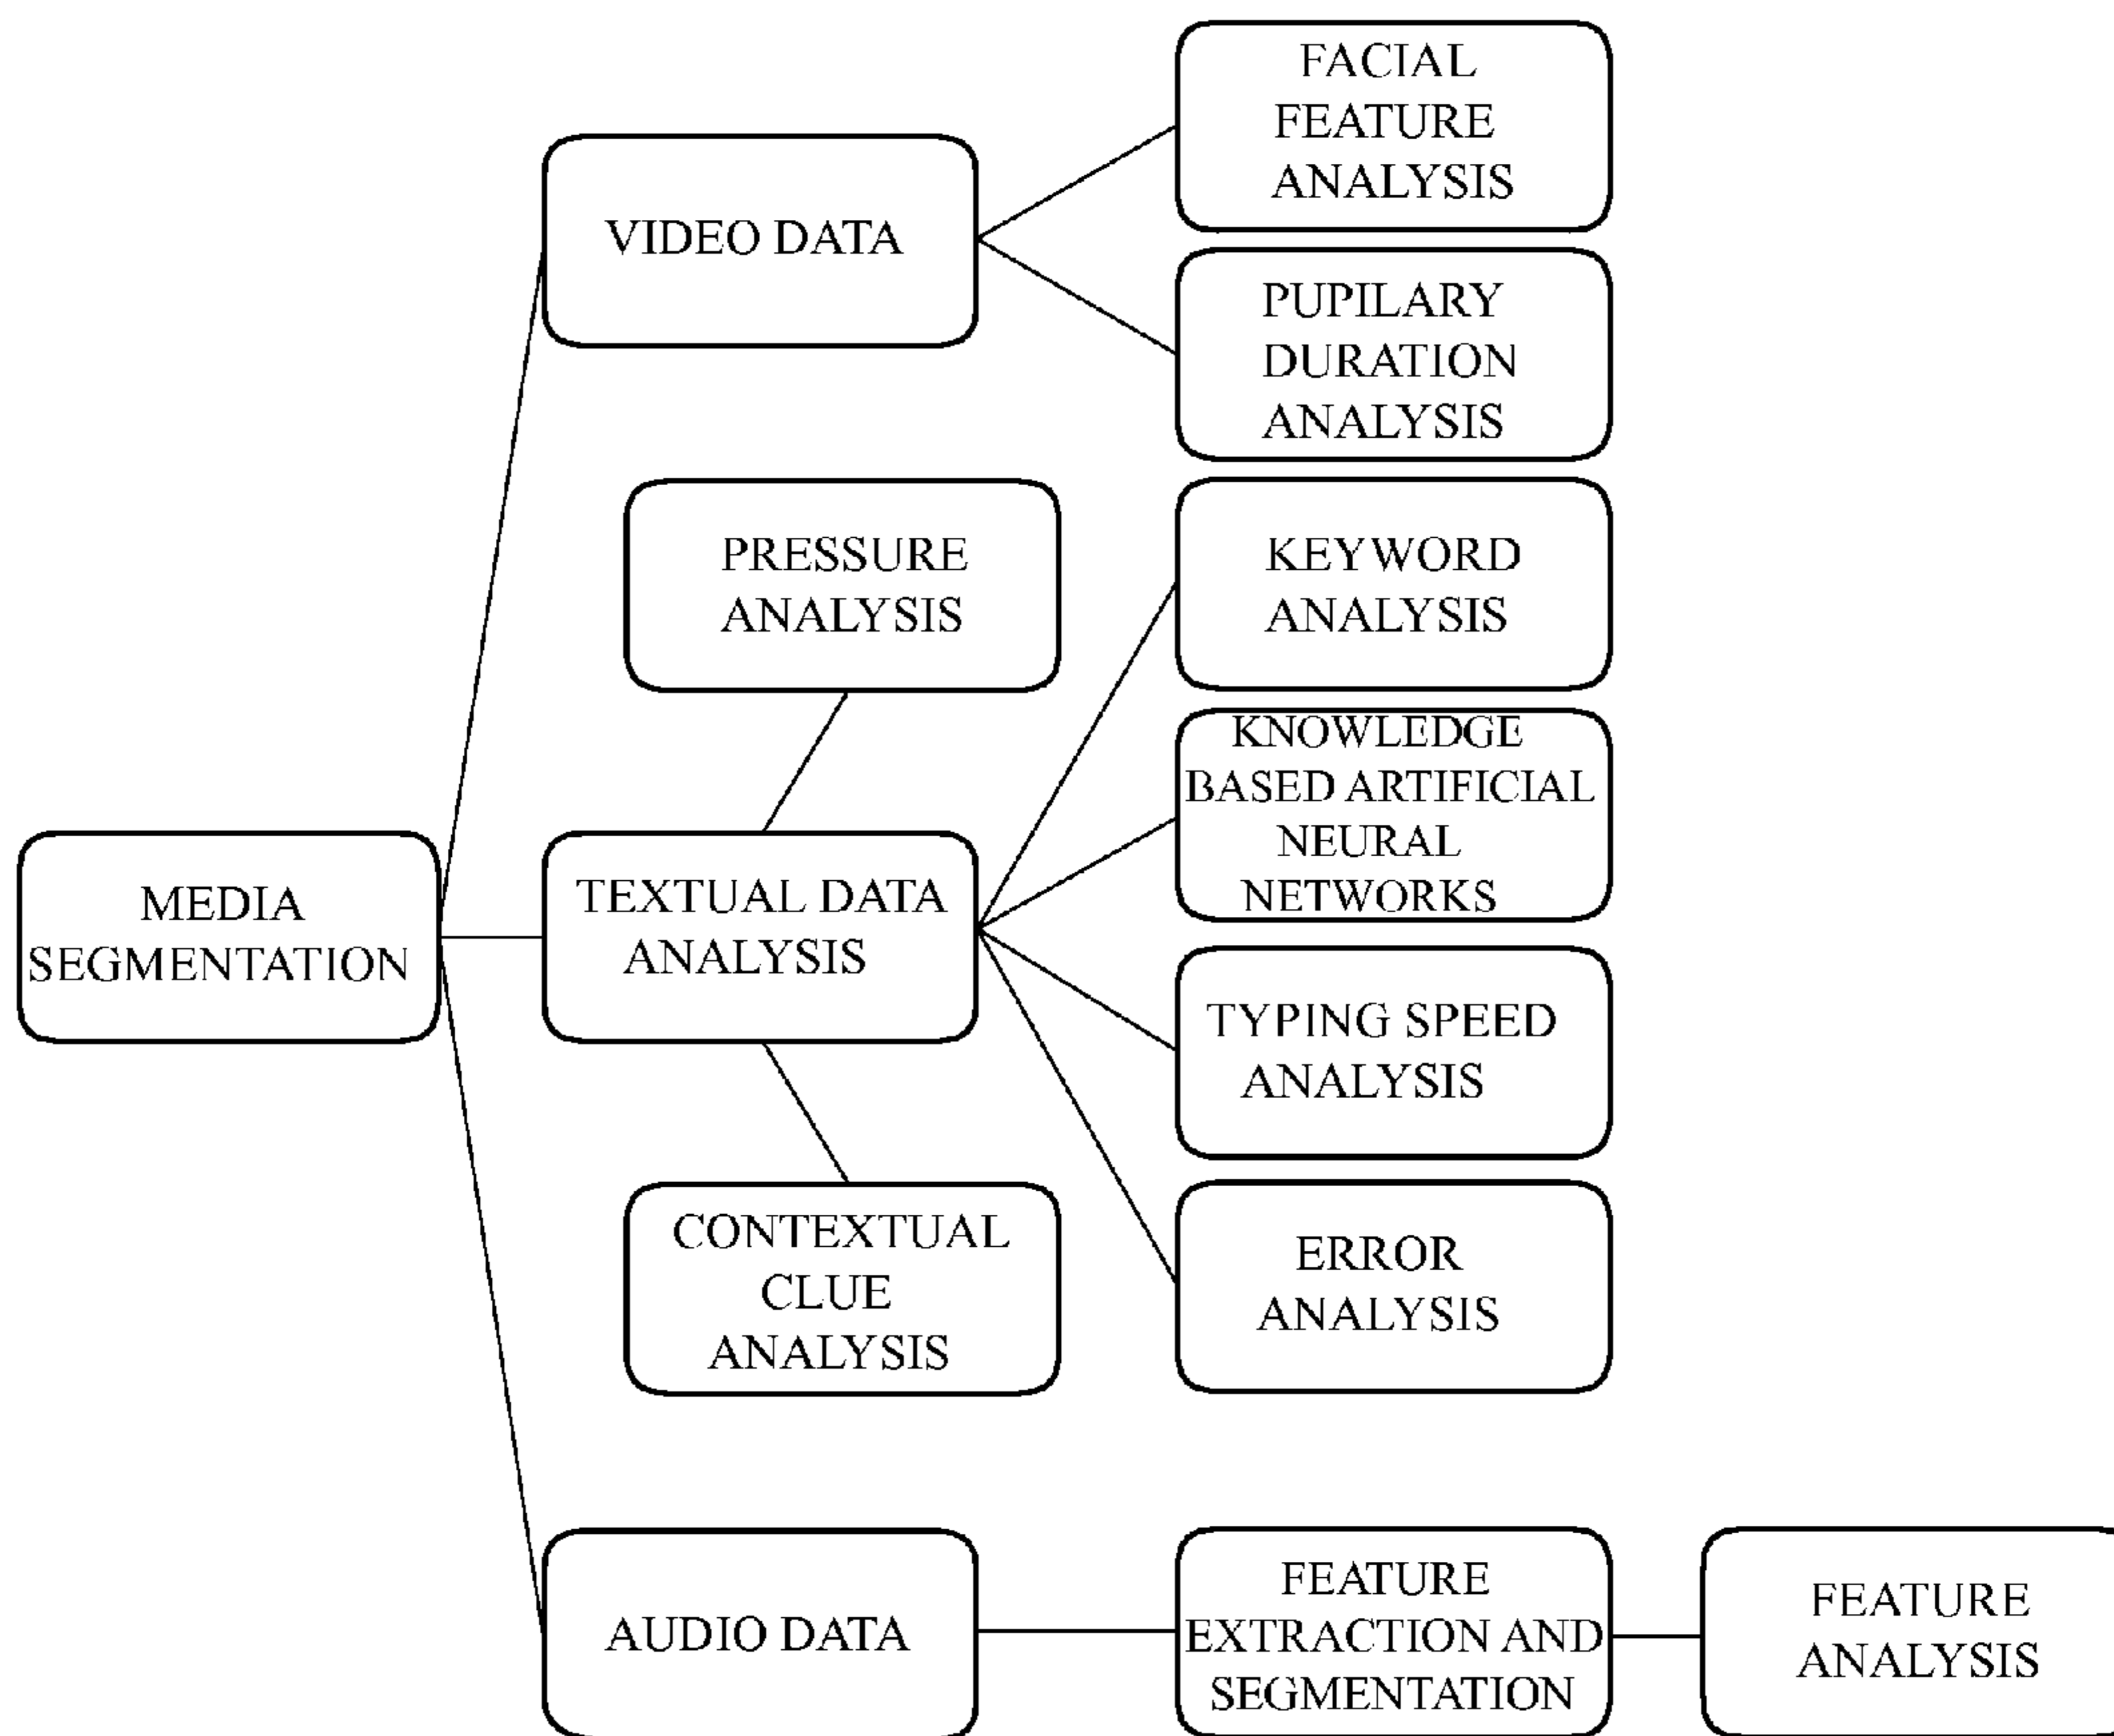 FACIAL
FEATURE
ANALYSIS
VIDEO DATA
PUPILARY
DURATION
ANALYSIS
PRESSURE
ANALYSIS
KEYWORD
ANALYSIS
KNOWLEDGE
BASED ARTIFICIAL
NEURAL
NETWORKS
MEDIA
SEGMENTATION
TEXTUAL DATA
ANALYSIS
TYPING SPEED
ANALYSIS
CONTEXTUAL
CLUE
ANALYSIS
ERROR
ANALYSIS
AUDIO DATA
FEATURE
EXTRACTION AND
SEGMENTATION
FEATURE
ANALYSIS